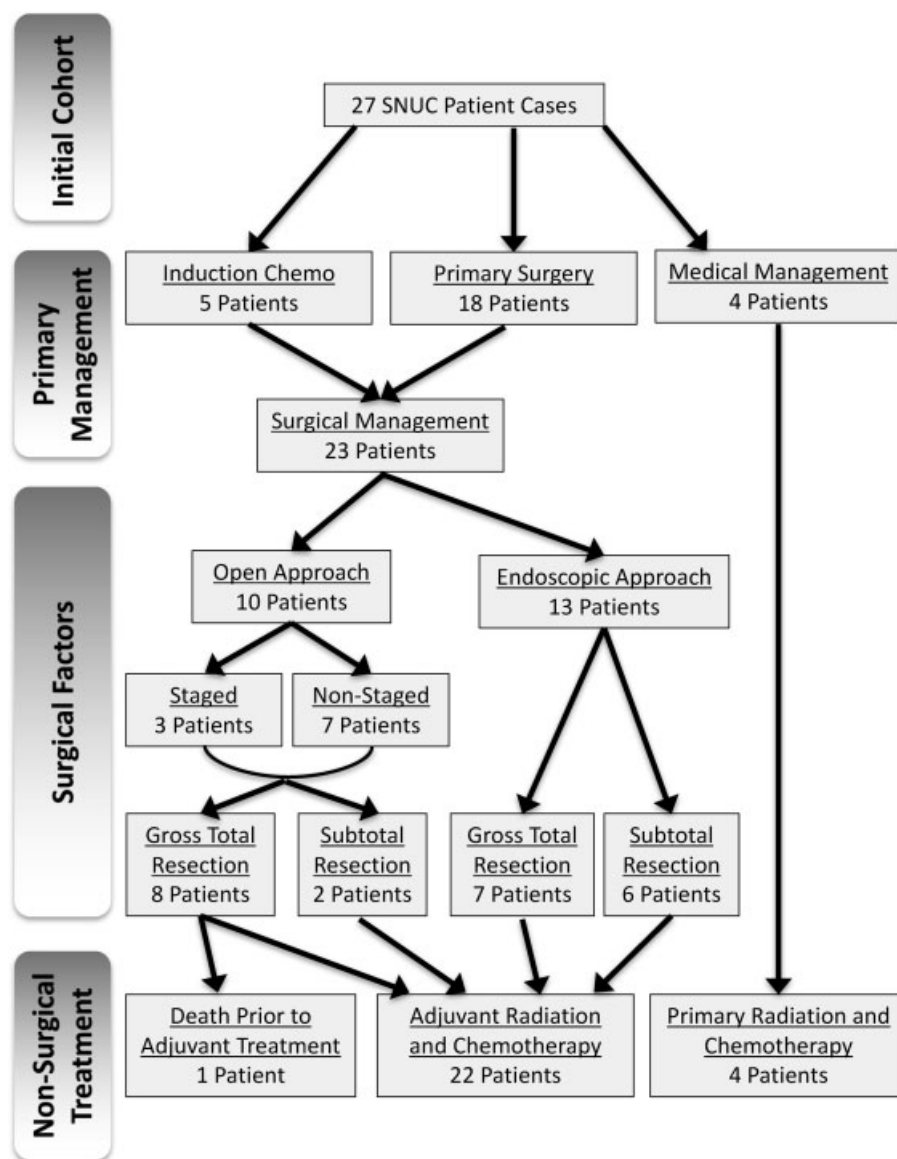 Initial Cohort
27 SNUC Patient Cases
Primary
Management
Induction Chemo
5 Patients
Primary Surgery
18 Patients
Medical Management
4 Patients
Surgical Management
23 Patients
Surgical Factors
Open Approach
10 Patients
Endoscopic Approach
13 Patients
Staged
3 Patients
Non-Staged
7 Patients
Gross Total
Resection
8 Patients
Subtotal
Resection
2 Patients
Gross Total
Resection
7 Patients
Subtotal
Resection
6 Patients
Non-Surgical
Treatment
Death Prior to
Adjuvant Treatment
1 Patient
Adjuvant Radiation
and Chemotherapy
22 Patients
Primary Radiation and
Chemotherapy
4 Patients